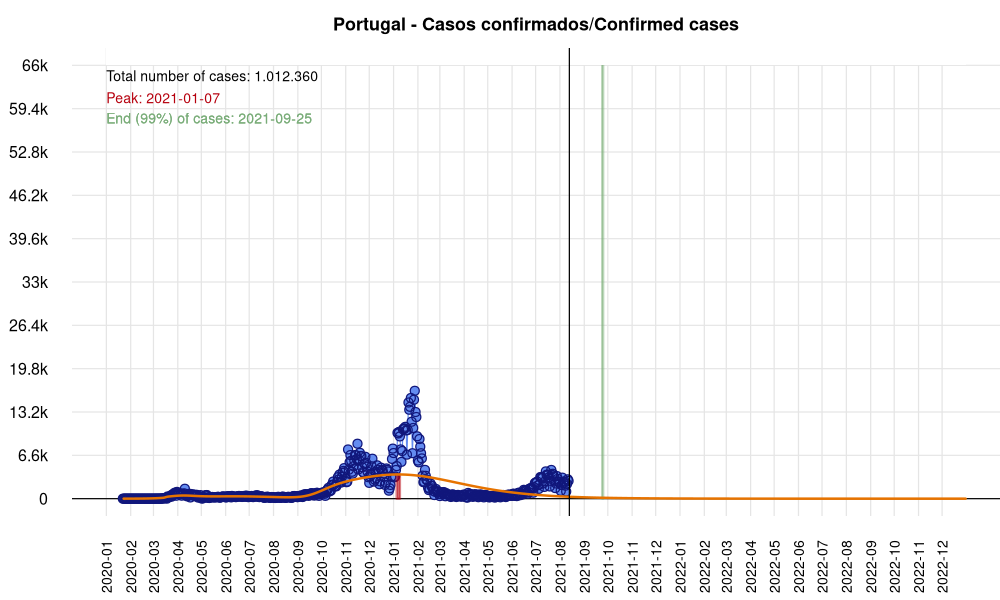 Portugal - Casos confirmados/Confirmed cases
66k
Total number of cases: 1.012.360
Peak: 2021-01-07
59.4k
End (99%) of cases: 2021-09-25
52.8k
46.2k
39.6k
33k
26.4k
19.8k
13.2k
6.6k
0
2020-01
2020-02
2020-03
2020-04
2020-05
2020-06
2020-07
2020-08
2020-09
2020-10
2020-11
2020-12
2021-01
2021-03
2021-04
2021-05
2021-06
2021-07
2021-08
2021-09
2021-10
2021-11
2021-12
2022-01
2022-02
2022-03
2022-04
2022-05
2022-06
2022-07
2022-08
2022-09
2022-10
2022-11
2022-12